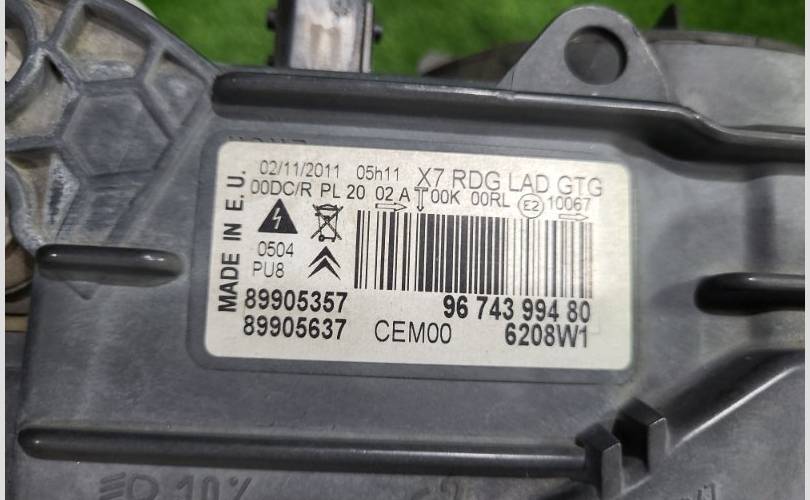 02/11/2011 05h11 X7 RDG LAD GTG
00DC/R PL 20 02 A 00K 00RL E2 10067
MADE IN E.U.
0504
PU8
89905357 96 743 994 80
89905637 CEM00 6208W1
10%